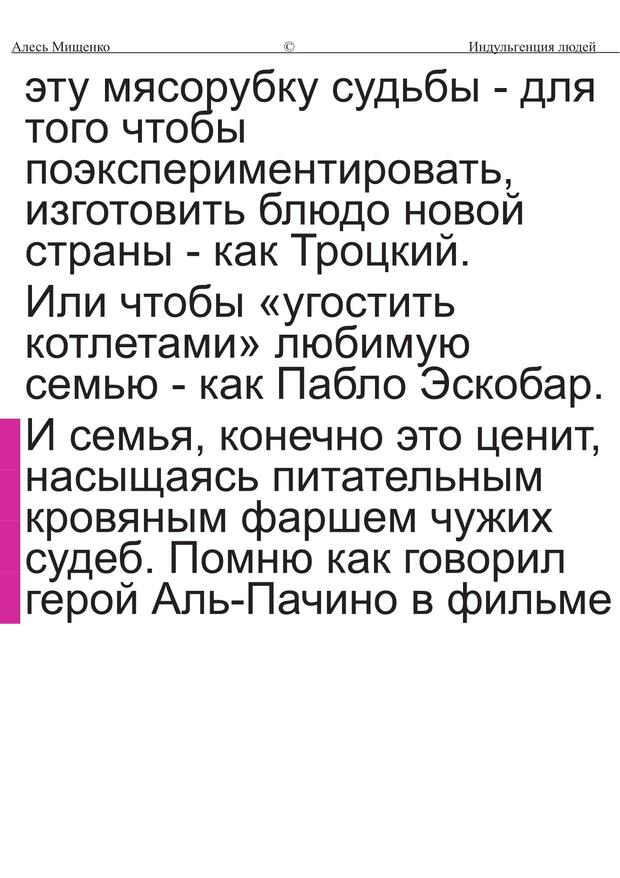 Алесь Мищенко © Индульгенция людей
эту мясорубку судьбы - для
того чтобы
поэкспериментировать,
изготовить блюдо новой
страны - как Троцкий.
Или чтобы «угостить
котлетами» любимую
семью - как Пабло Эскобар.
И семья, конечно это ценит,
насыщаясь питательным
кровяным фаршем чужих
судеб. Помню как говорил
герой Аль-Пачино в фильме